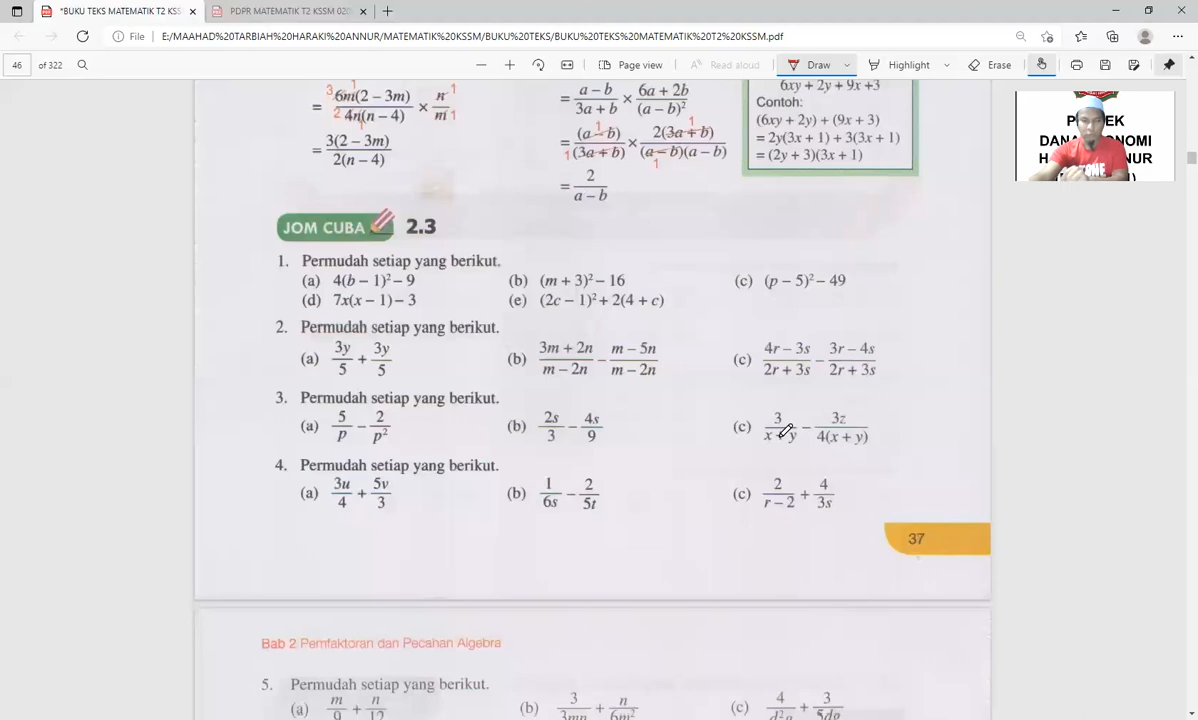 *BUKU TEKS MATEMATIK T2 KSS
PDPR MATEMATIK T2 KSSM
File E:/MAAHAD%20TARBIAH%20HARAKI%20ANNUR/MATEMATIK%20KSSM/BUKU%20TEKS/BUKU%20TEKS%20MATEMATIK%20T2%20KSSM.pdf
46 of 322
Page view
Read aloud
Draw
Highlight
Erase
= 6m(2 – 3m)/4n(n – 4) × n/m
= 3(2 – 3m)/2(n – 4)
= (a – b)/(3a + b) × (6a + 2b)/(a – b)²
= (a – b)/(3a + b) × 2(3a + b)/(a – b)(a – b)
= 2/(a – b)
6xy + 2y + 9x +3
Contoh:
(6xy + 2y) + (9x + 3)
= 2y(3x + 1) + 3(3x + 1)
= (2y + 3)(3x + 1)
JOM CUBA 2.3
1. Permudah setiap yang berikut.
(a) 4(b – 1)² – 9 (b) (m + 3)² – 16 (c) (p – 5)² – 49
(d) 7x(x – 1) – 3 (e) (2c – 1)² + 2(4 + c)
2. Permudah setiap yang berikut.
(a) 3y/5 + 3y/5 (b) (3m + 2n)/(m – 2n) – (m – 5n)/(m – 2n) (c) (4r – 3s)/(2r + 3s) – (3r – 4s)/(2r + 3s)
3. Permudah setiap yang berikut.
(a) 5/p – 2/p² (b) 2s/3 – 4s/9 (c) 3/(x + y) – 3z/4(x + y)
4. Permudah setiap yang berikut.
(a) 3u/4 + 5v/3 (b) 1/6s – 2/5t (c) 2/(r – 2) + 4/3s
37
Bab 2 Pemfaktoran dan Pecahan Algebra
5. Permudah setiap yang berikut.
(a) m/9 + n/12 (b) 3/3mn + n/6m² (c)